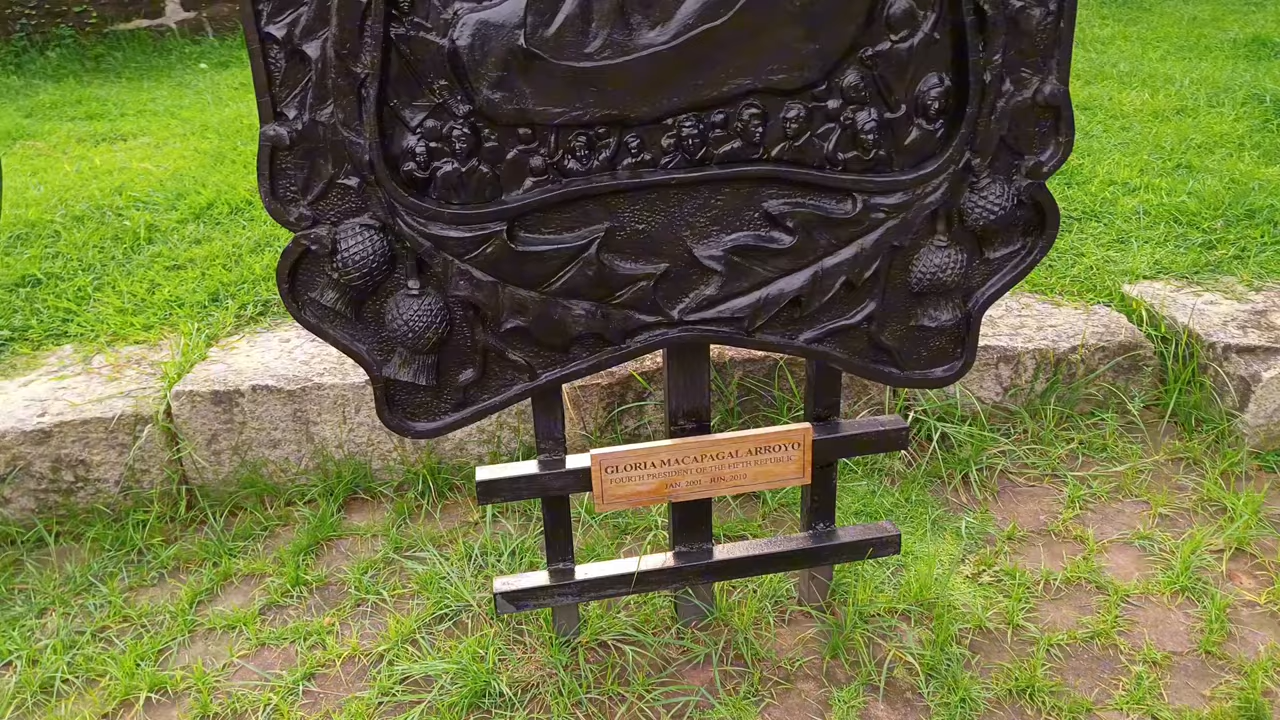 GLORIA MACAPAGAL ARROYO
FOURTH PRESIDENT OF THE FIFTH REPUBLIC
JAN. 2001 - JUN. 2010